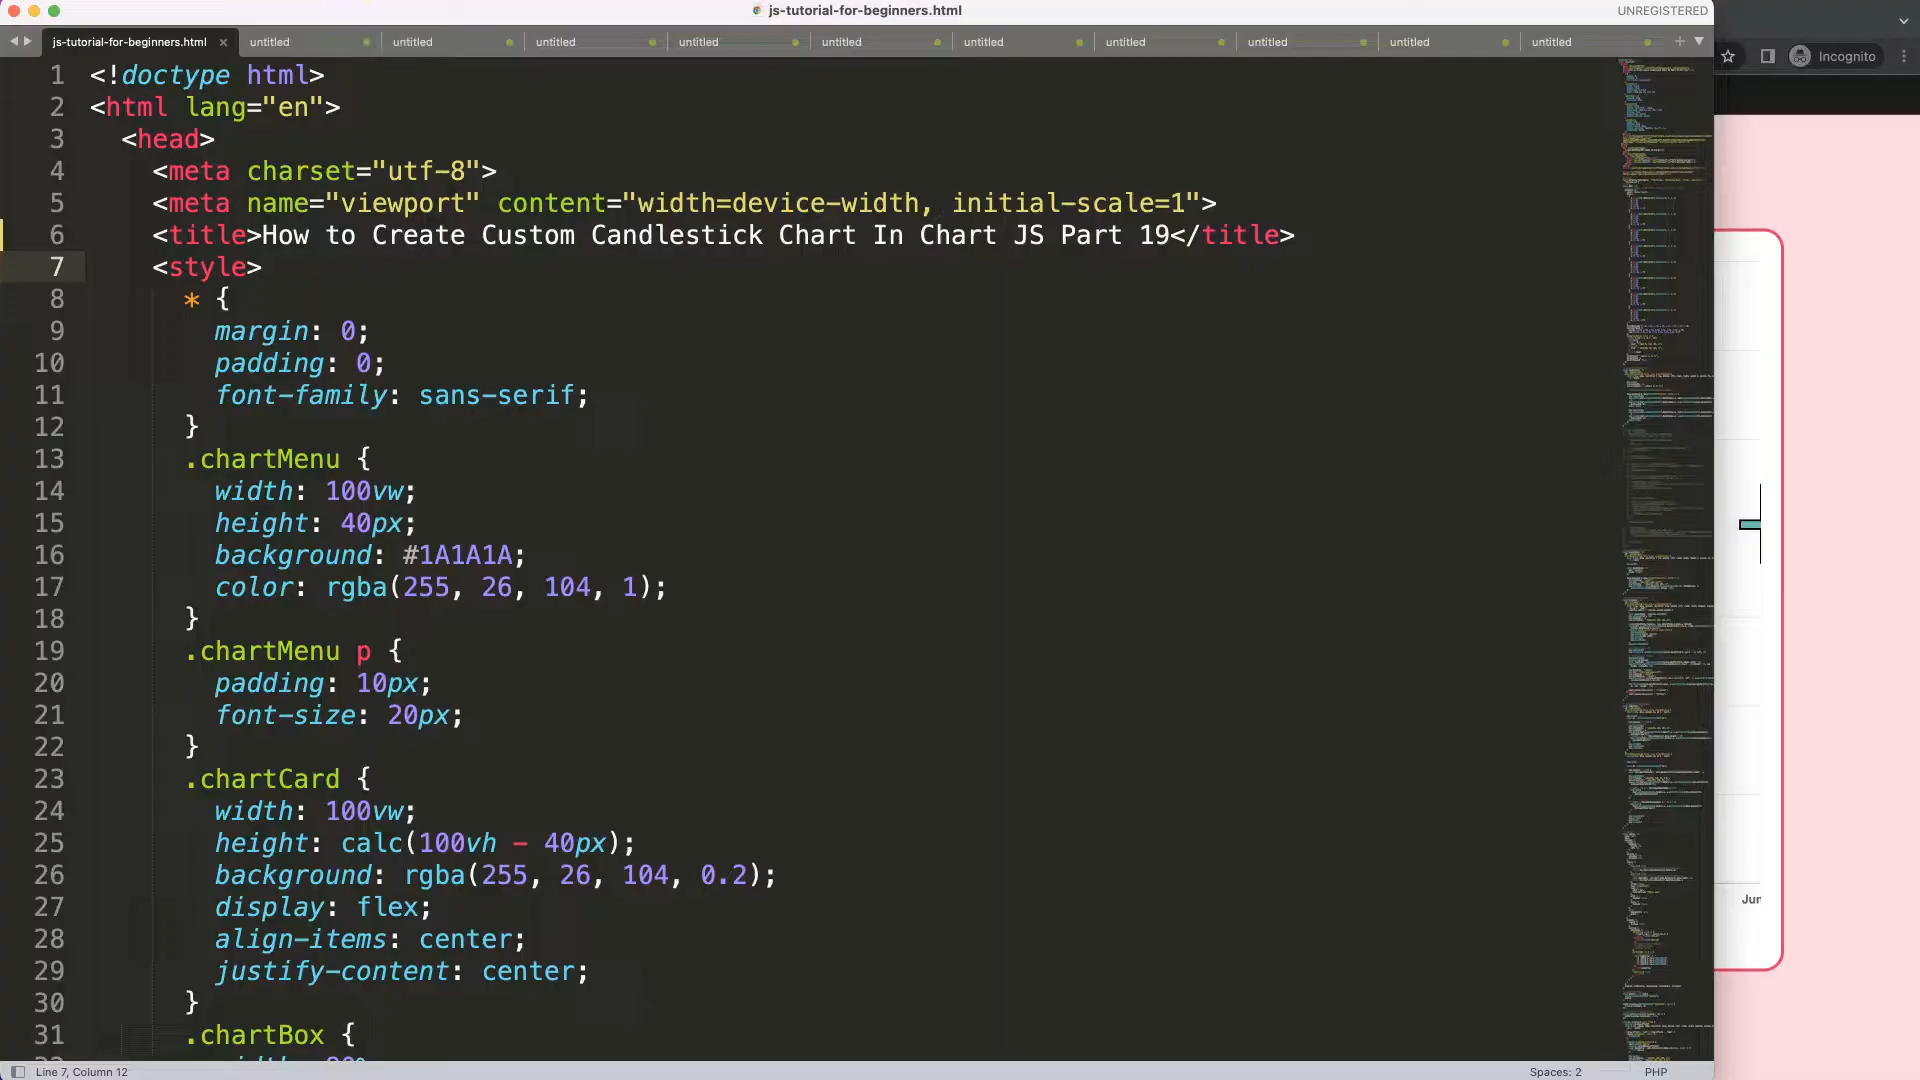 js-tutorial-for-beginners.html
UNREGISTERED
js-tutorial-for-beginners.html × untitled untitled untitled untitled untitled untitled untitled untitled untitled untitled
Incognito
1 <!doctype html>
2 <html lang="en">
3 <head>
4 <meta charset="utf-8">
5 <meta name="viewport" content="width=device-width, initial-scale=1">
6 <title>How to Create Custom Candlestick Chart In Chart JS Part 19</title>
7 <style>
8 * {
9 margin: 0;
10 padding: 0;
11 font-family: sans-serif;
12 }
13 .chartMenu {
14 width: 100vw;
15 height: 40px;
16 background: #1A1A1A;
17 color: rgba(255, 26, 104, 1);
18 }
19 .chartMenu p {
20 padding: 10px;
21 font-size: 20px;
22 }
23 .chartCard {
24 width: 100vw;
25 height: calc(100vh - 40px);
26 background: rgba(255, 26, 104, 0.2);
27 display: flex;
28 align-items: center;
29 justify-content: center;
30 }
31 .chartBox {
Jun
Line 7, Column 12
Spaces: 2
PHP